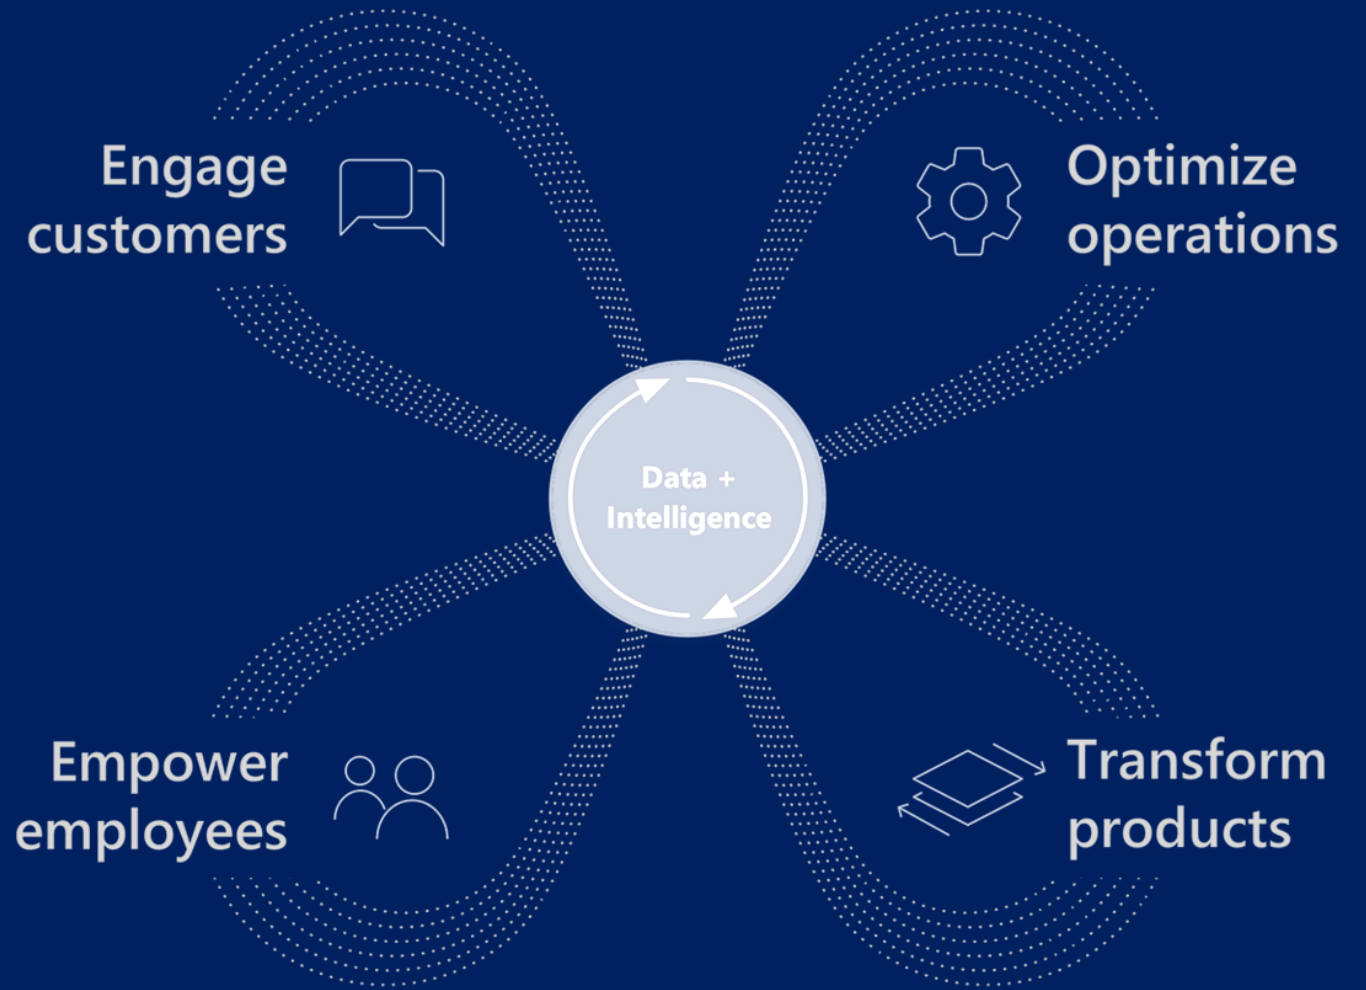 Engage
customers
Optimize
operations
Data +
Intelligence
Empower
employees
Transform
products